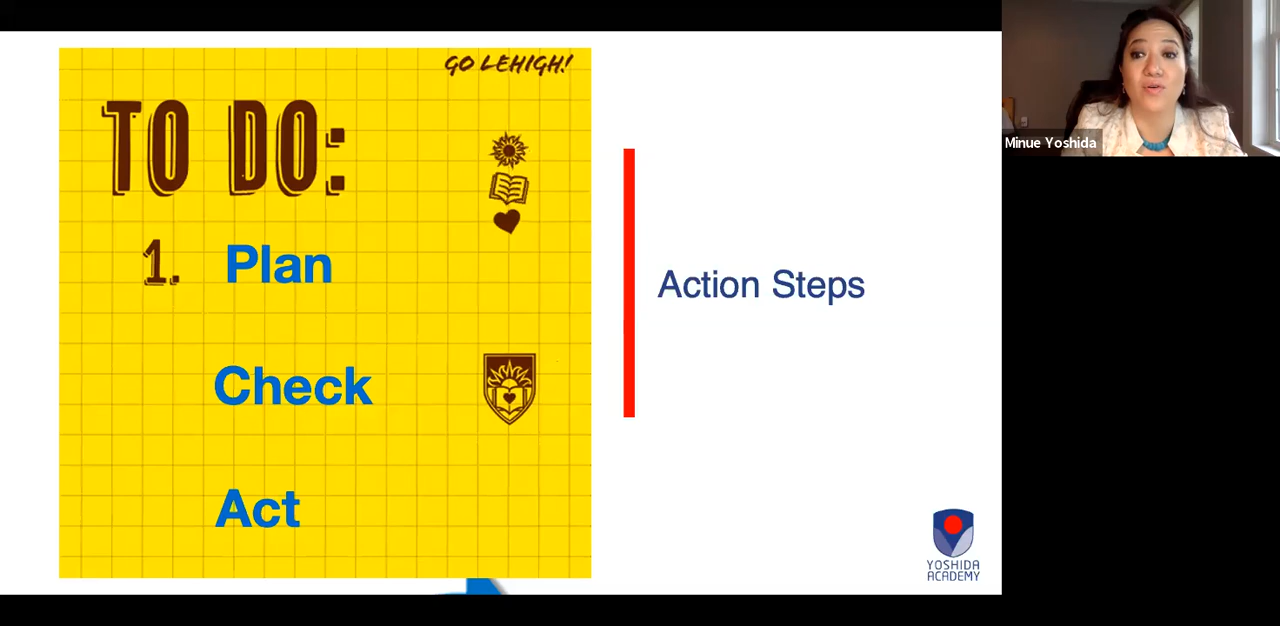 GO LEHIGH!
TO DO:
1. Plan
Check
Act
Action Steps
YOSHIDA
ACADEMY
Minue Yoshida